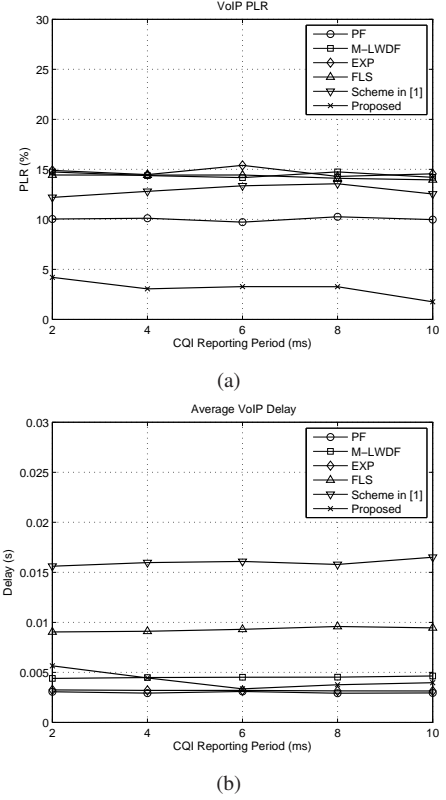 VoIP PLR
30
25
20
15
10
5
0
PLR (%)
PF
M-LWDF
EXP
FLS
Scheme in [1]
Proposed
2 4 6 8 10
CQI Reporting Period (ms)
(a)
Average VoIP Delay
0.03
0.025
0.02
0.015
0.01
0.005
0
Delay (s)
PF
M-LWDF
EXP
FLS
Scheme in [1]
Proposed
2 4 6 8 10
CQI Reporting Period (ms)
(b)